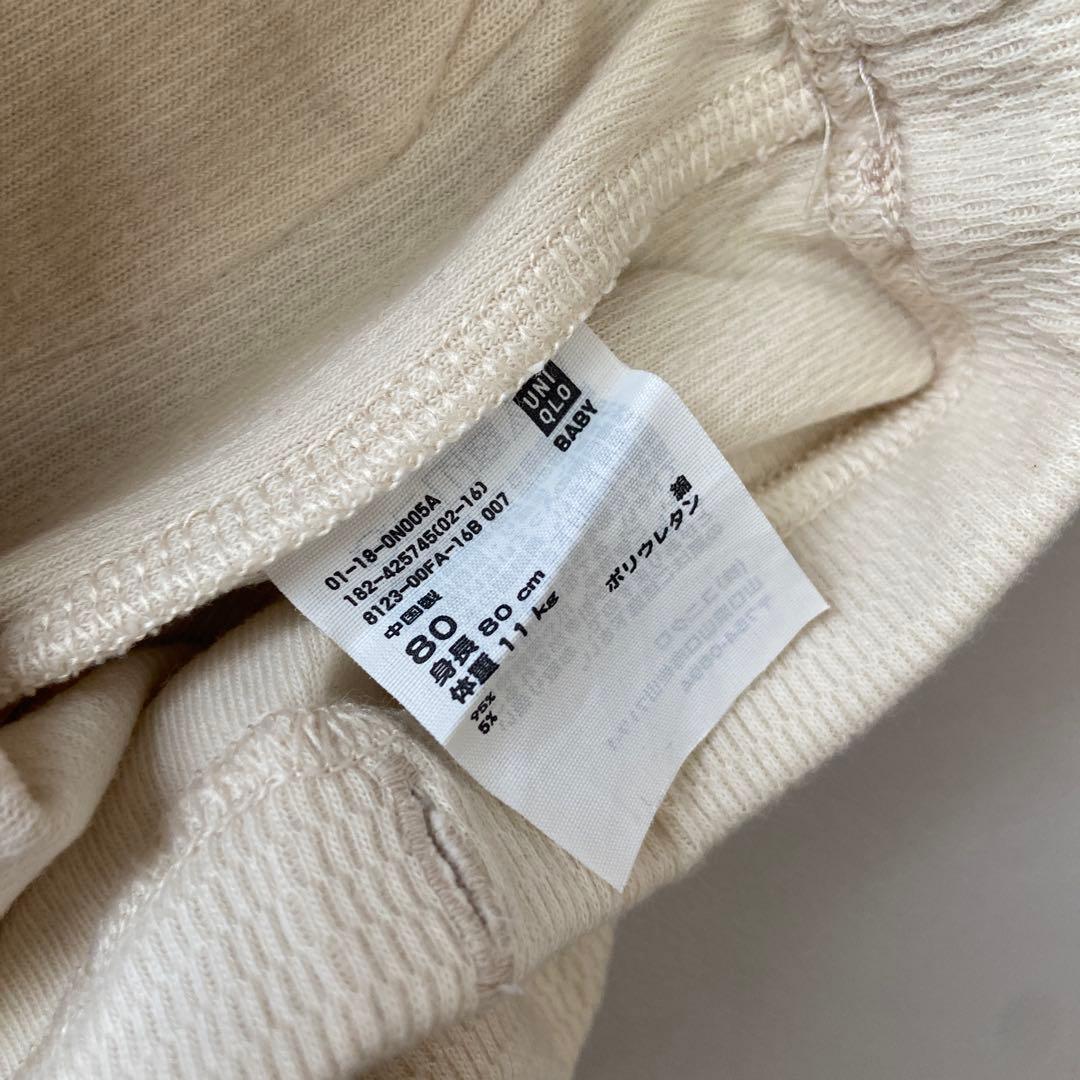 UNI
QLO
BABY
01-18-0N005A
182-425745(02-16)
8123-00FA-16B 007
中国製
80
身長 80 cm
体重 11 kg
綿 95%
ポリウレタン 5%